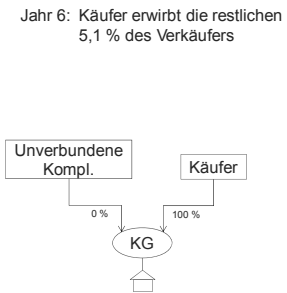 Jahr 6: Käufer erwirbt die restlichen
5,1 % des Verkäufers
Unverbundene
Kompl.
Käufer
0 %
100 %
KG